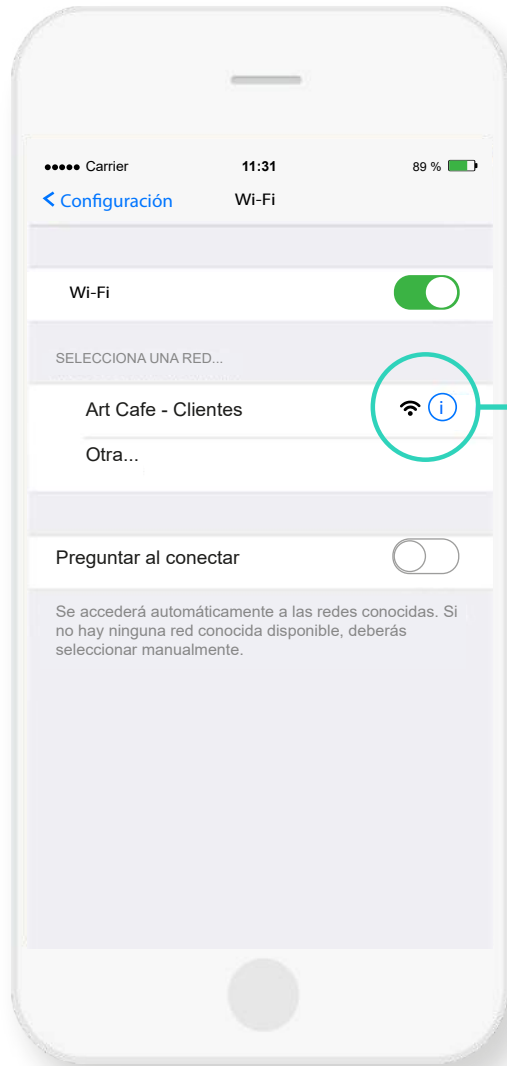 Carrier 11:31 89 %
Configuración Wi-Fi
Wi-Fi
SELECCIONA UNA RED...
Art Cafe - Clientes
Otra...
Preguntar al conectar
Se accederá automáticamente a las redes conocidas. Si
no hay ninguna red conocida disponible, deberás
seleccionar manualmente.